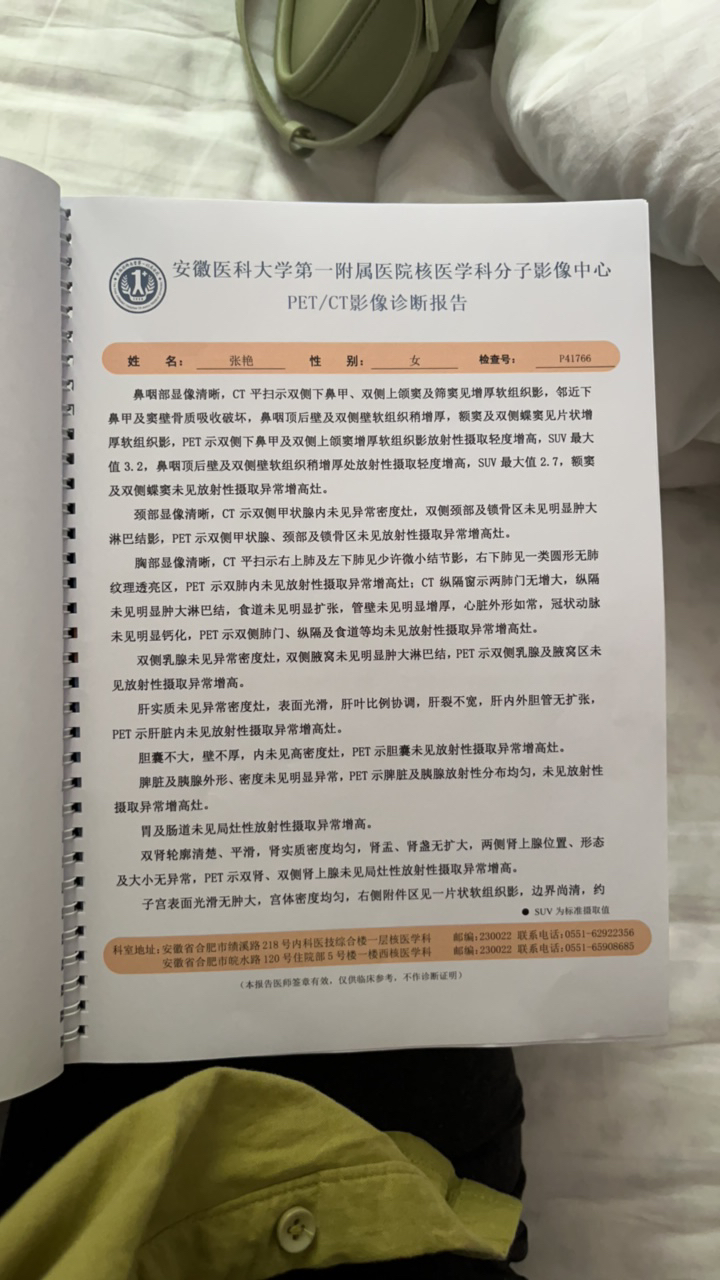 安徽医科大学第一附属医院核医学科分子影像中心
PET/CT影像诊断报告
姓 名： 张艳 性 别： 女 检查号： P41766
鼻咽部显像清晰，CT 平扫示双侧下鼻甲、双侧上颌窦及筛窦见增厚软组织影，邻近下
鼻甲及窦壁骨质吸收破坏，鼻咽顶后壁及双侧壁软组织稍增厚，额窦及双侧蝶窦见片状增
厚软组织影，PET 示双侧下鼻甲及双侧上颌窦增厚软组织影放射性摄取轻度增高，SUV 最大
值 3.2，鼻咽顶后壁及双侧壁软组织稍增厚处放射性摄取轻度增高，SUV 最大值 2.7，额窦
及双侧蝶窦未见放射性摄取异常增高灶。
颈部显像清晰，CT 示双侧甲状腺内未见异常密度灶，双侧颈部及锁骨区未见明显肿大
淋巴结影，PET 示双侧甲状腺、颈部及锁骨区未见放射性摄取异常增高灶。
胸部显像清晰，CT 平扫示右上肺及左下肺见少许微小结节影，右下肺见一类圆形无肺
纹理透亮区，PET 示双肺内未见放射性摄取异常增高灶；CT 纵隔窗示两肺门无增大，纵隔
未见明显肿大淋巴结，食道未见明显扩张，管壁未见明显增厚，心脏外形如常，冠状动脉
未见明显钙化，PET 示双侧肺门、纵隔及食道等均未见放射性摄取异常增高灶。
双侧乳腺未见异常密度灶，双侧腋窝未见明显肿大淋巴结，PET 示双侧乳腺及腋窝区未
见放射性摄取异常增高。
肝实质未见异常密度灶，表面光滑，肝叶比例协调，肝裂不宽，肝内外胆管无扩张，
PET 示肝脏内未见放射性摄取异常增高灶。
胆囊不大，壁不厚，内未见高密度灶，PET 示胆囊未见放射性摄取异常增高灶。
脾脏及胰腺外形、密度未见明显异常，PET 示脾脏及胰腺放射性分布均匀，未见放射性
摄取异常增高灶。
胃及肠道未见局灶性放射性摄取异常增高。
双肾轮廓清楚、平滑，肾实质密度均匀，肾盂、肾盏无扩大，两侧肾上腺位置、形态
及大小无异常，PET 示双肾、双侧肾上腺未见局灶性放射性摄取异常增高灶。
子宫表面光滑无肿大，宫体密度均匀，右侧附件区见一片状软组织影，边界尚清，约
● SUV 为标准摄取值
科室地址：安徽省合肥市绩溪路 218 号内科医技综合楼一层核医学科 邮编：230022 联系电话：0551-62922356
安徽省合肥市皖水路 120 号住院部 5 号楼一楼西核医学科 邮编：230022 联系电话：0551-65908685
（本报告医师签章有效，仅供临床参考，不作诊断证明）